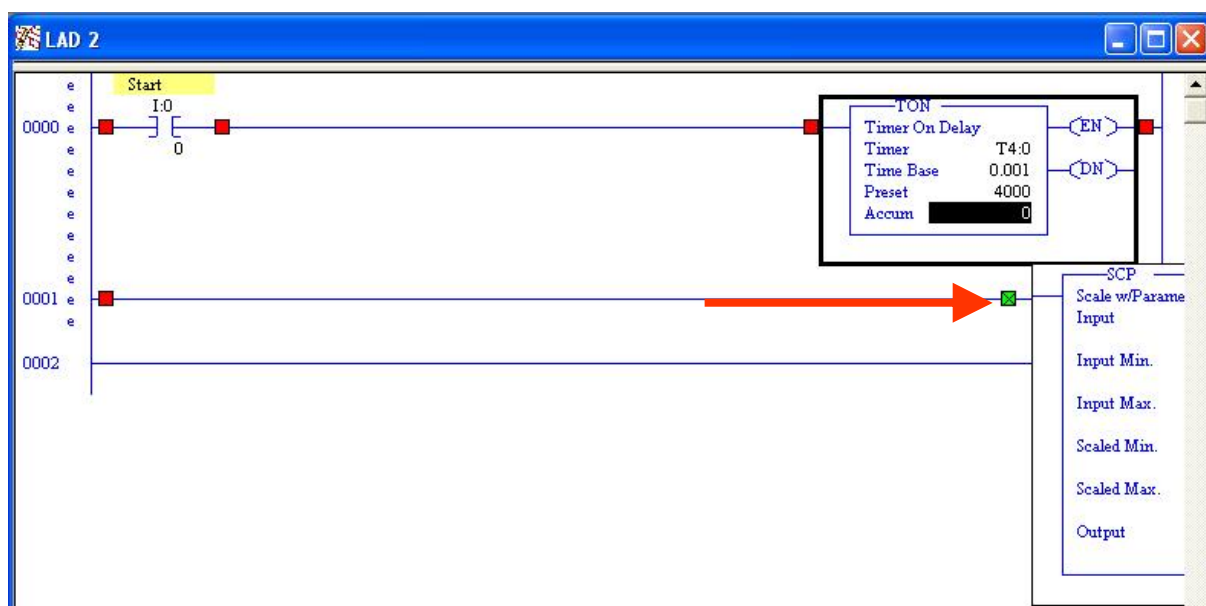 LAD 2
e
Start
e
I:0
0000 e
e
0
e
e
e
e
e
e
TON
Timer On Delay
EN
Timer T4:0
DN
Time Base 0.001
Preset 4000
Accum 0
e
0001 e
e
0002
SCP
Scale w/Parame
Input
Input Min.
Input Max.
Scaled Min.
Scaled Max.
Output